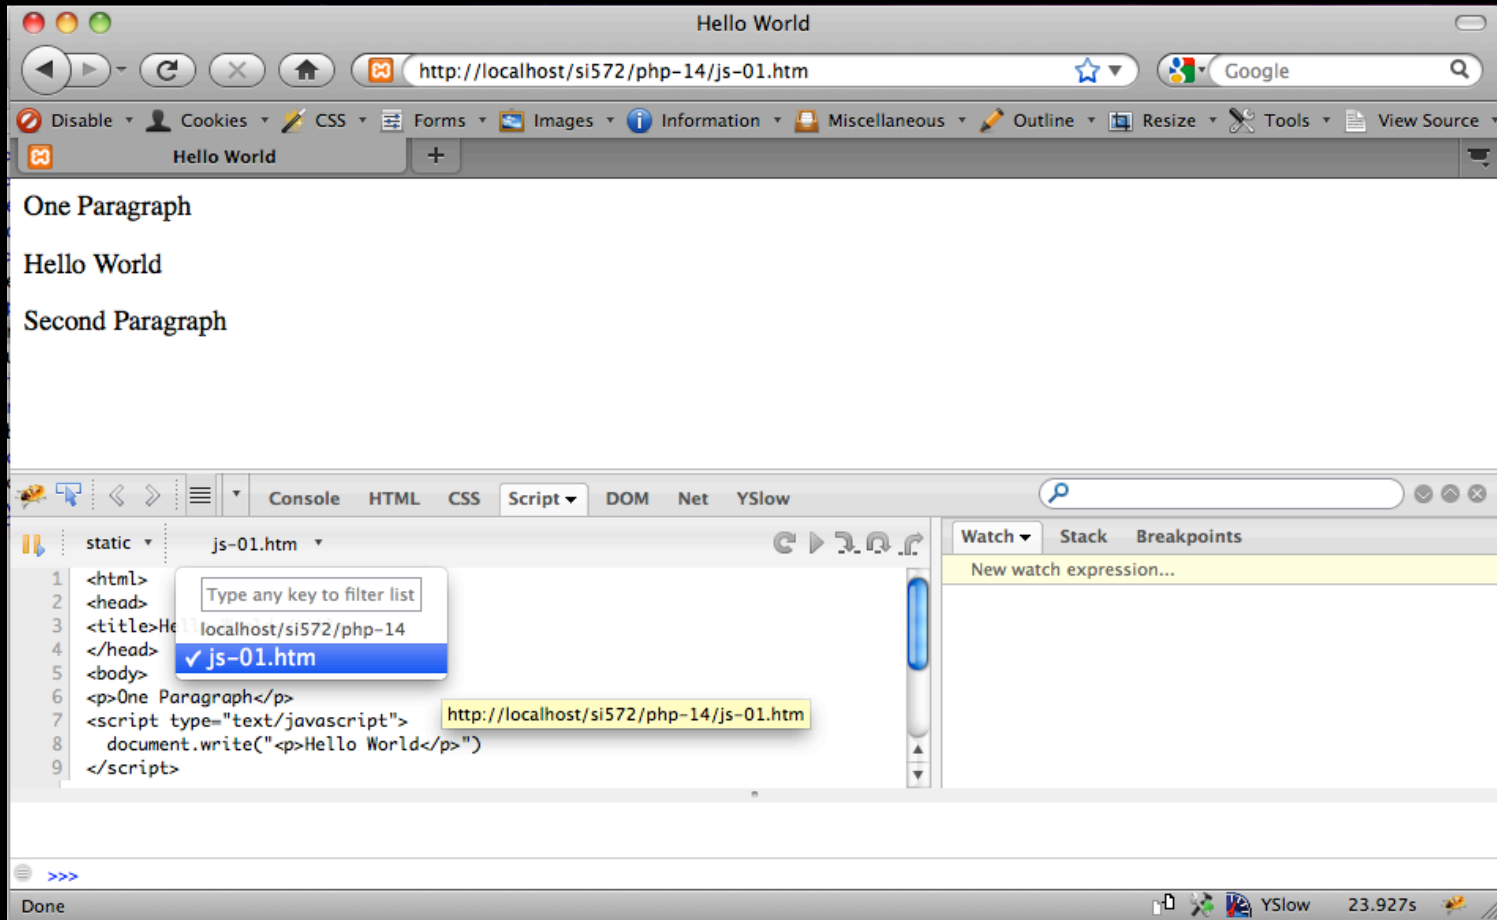 Hello World
http://localhost/si572/php-14/js-01.htm
Google
Disable Cookies CSS Forms Images Information Miscellaneous Outline Resize Tools View Source
Hello World +
One Paragraph
Hello World
Second Paragraph
Console HTML CSS Script DOM Net YSlow
static js-01.htm
Watch Stack Breakpoints
New watch expression...
1 <html>
2 <head>
3 <title>He
4 </head>
5 <body>
6 <p>One Paragraph</p>
7 <script type="text/javascript">
8 document.write("<p>Hello World</p>")
9 </script>
Type any key to filter list
localhost/si572/php-14
✓ js-01.htm
http://localhost/si572/php-14/js-01.htm
>>>
Done
YSlow 23.927s